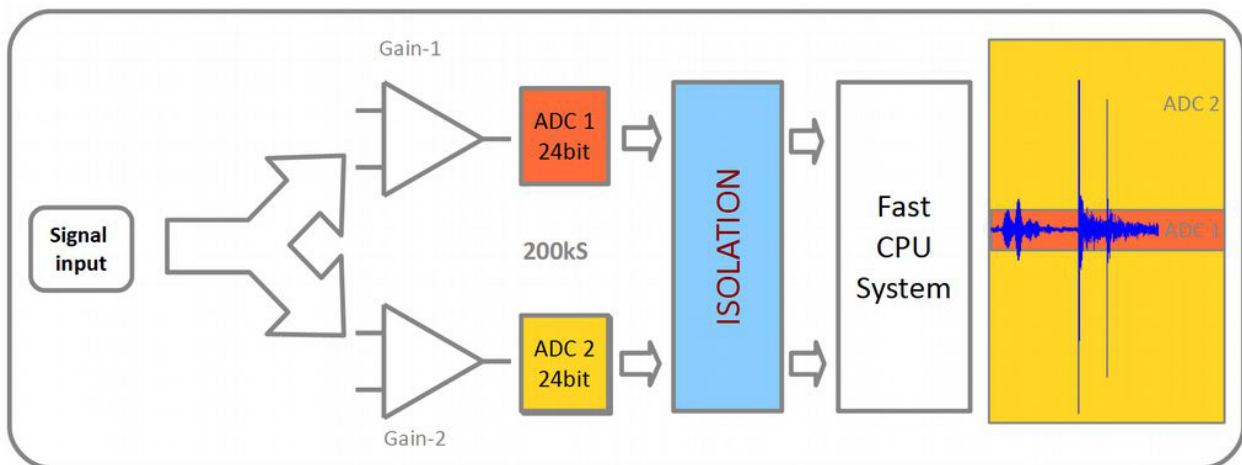 Gain-1
ADC 1
24bit
Signal
input
200kS
ADC 2
24bit
Gain-2
ISOLATION
Fast
CPU
System
ADC 2
ADC 1